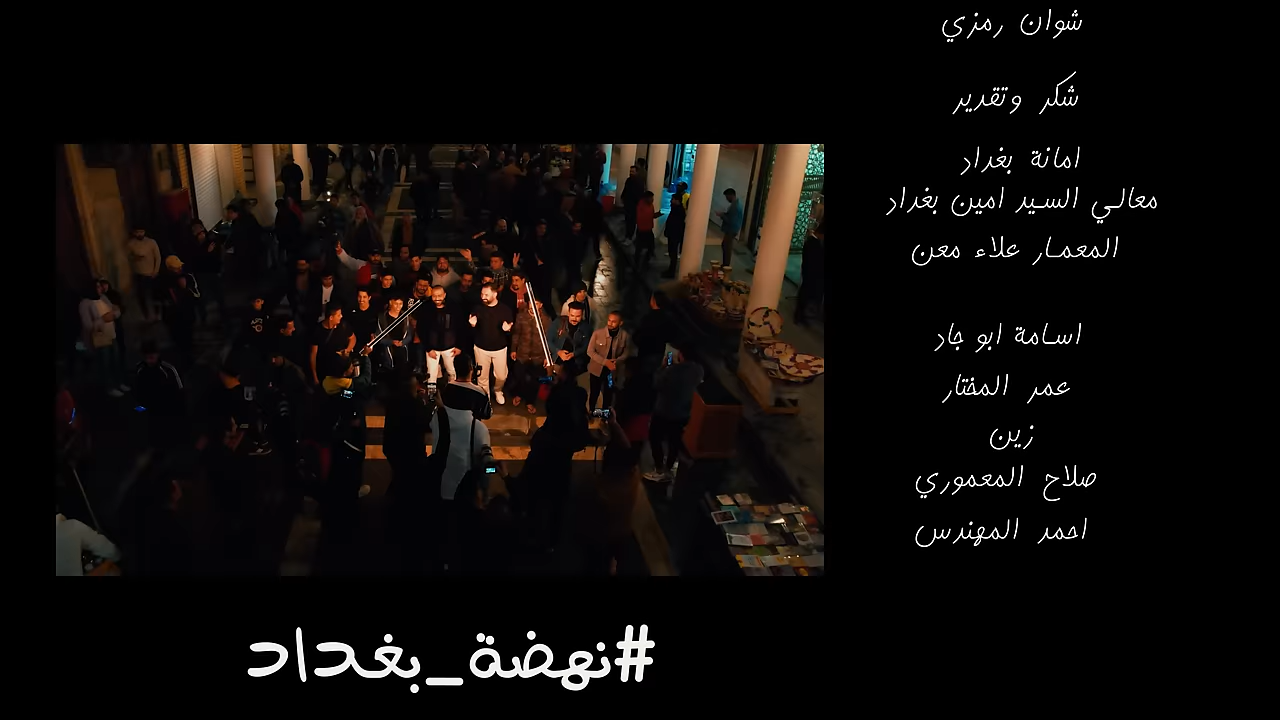 شوان رمزي
شكر وتقدير
امانة بغداد
معالي السيد امين بغداد
المعمار علاء معن
اسامة ابو جاد
عمر المختار
زين
صلاح المعموري
احمد المهندس
#نهضة_بغداد